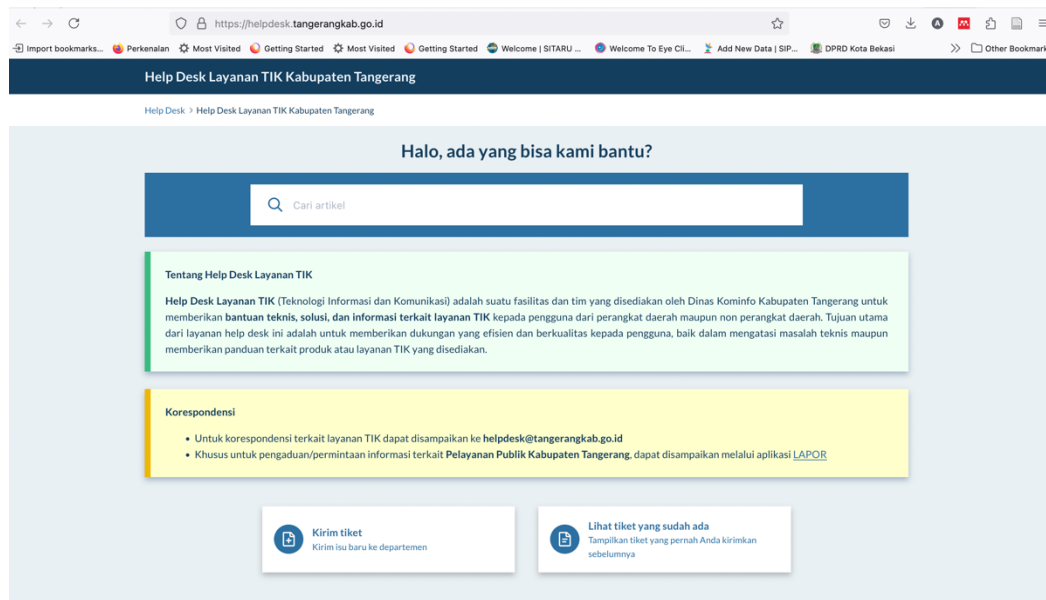 https://helpdesk.tangerangkab.go.id
Import bookmarks... Perkenalan Most Visited Getting Started Most Visited Getting Started Welcome | SITARU ... Welcome To Eye Cli... Add New Data | SIP... DPRD Kota Bekasi Other Bookmark
Help Desk Layanan TIK Kabupaten Tangerang
Help Desk > Help Desk Layanan TIK Kabupaten Tangerang
Halo, ada yang bisa kami bantu?
Cari artikel
Tentang Help Desk Layanan TIK
Help Desk Layanan TIK (Teknologi Informasi dan Komunikasi) adalah suatu fasilitas dan tim yang disediakan oleh Dinas Kominfo Kabupaten Tangerang untuk
memberikan bantuan teknis, solusi, dan informasi terkait layanan TIK kepada pengguna dari perangkat daerah maupun non perangkat daerah. Tujuan utama
dari layanan help desk ini adalah untuk memberikan dukungan yang efisien dan berkualitas kepada pengguna, baik dalam mengatasi masalah teknis maupun
memberikan panduan terkait produk atau layanan TIK yang disediakan.
Korespondensi
• Untuk korespondensi terkait layanan TIK dapat disampaikan ke helpdesk@tangerangkab.go.id
• Khusus untuk pengaduan/permintaan informasi terkait Pelayanan Publik Kabupaten Tangerang, dapat disampaikan melalui aplikasi LAPOR
Kirim tiket
Kirim isu baru ke departemen
Lihat tiket yang sudah ada
Tampilkan tiket yang pernah Anda kirimkan
sebelumnya